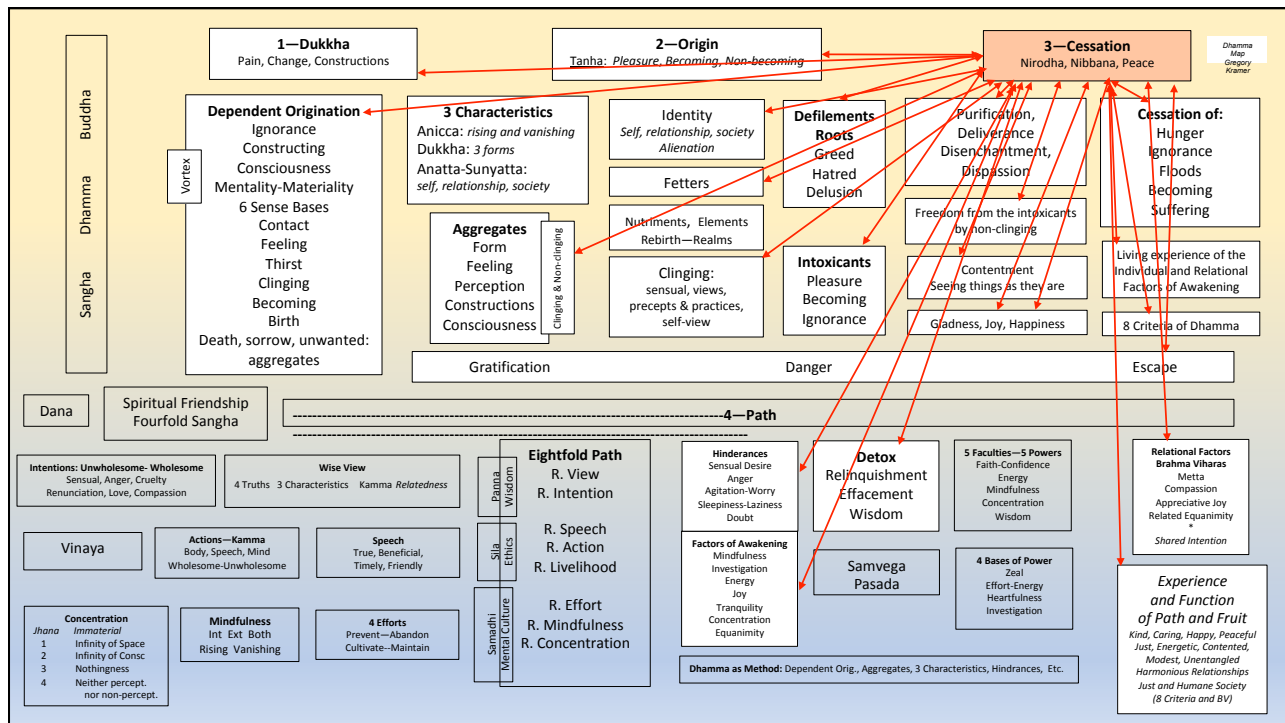 1—Dukkha
Pain, Change, Constructions
2—Origin
Tanha: Pleasure, Becoming, Non-becoming
3—Cessation
Nirodha, Nibbana, Peace
Dhamma
Map
Gregory
Kramer
Buddha
Dhamma
Sangha
Vortex
Dependent Origination
Ignorance
Constructing
Consciousness
Mentality-Materiality
6 Sense Bases
Contact
Feeling
Thirst
Clinging
Becoming
Birth
Death, sorrow, unwanted:
aggregates
3 Characteristics
Anicca: rising and vanishing
Dukkha: 3 forms
Anatta-Sunyatta:
self, relationship, society
Aggregates
Form
Feeling
Perception
Constructions
Consciousness
Clinging & Non-clinging
Identity
Self, relationship, society
Alienation
Fetters
Nutriments, Elements
Rebirth—Realms
Clinging:
sensual, views,
precepts & practices,
self-view
Defilements
Roots
Greed
Hatred
Delusion
Intoxicants
Pleasure
Becoming
Ignorance
Purification,
Deliverance
Disenchantment,
Dispassion
Freedom from the intoxicants
by non-clinging
Contentment
Seeing things as they are
Gladness, Joy, Happiness
Cessation of:
Hunger
Ignorance
Floods
Becoming
Suffering
Living experience of the
Individual and Relational
Factors of Awakening
8 Criteria of Dhamma
Gratification Danger Escape
Dana
Spiritual Friendship
Fourfold Sangha
-----------------------------------------------------------------------------------------------4—Path
-----------------------------------------------------------------------------------------------------
Intentions: Unwholesome- Wholesome
Sensual, Anger, Cruelty
Renunciation, Love, Compassion
Wise View
4 Truths 3 Characteristics Kamma Relatedness
Vinaya
Actions—Kamma
Body, Speech, Mind
Wholesome-Unwholesome
Speech
True, Beneficial,
Timely, Friendly
Concentration
Jhana Immaterial
1 Infinity of Space
2 Infinity of Consc
3 Nothingness
4 Neither percept.
nor non-percept.
Mindfulness
Int Ext Both
Rising Vanishing
4 Efforts
Prevent—Abandon
Cultivate--Maintain
Panna
Wisdom
Sila
Ethics
Samadhi
Mental Culture
Eightfold Path
R. View
R. Intention
R. Speech
R. Action
R. Livelihood
R. Effort
R. Mindfulness
R. Concentration
Hinderances
Sensual Desire
Anger
Agitation-Worry
Sleepiness-Laziness
Doubt
Factors of Awakening
Mindfulness
Investigation
Energy
Joy
Tranquility
Concentration
Equanimity
Detox
Relinquishment
Effacement
Wisdom
Samvega
Pasada
5 Faculties—5 Powers
Faith-Confidence
Energy
Mindfulness
Concentration
Wisdom
4 Bases of Power
Zeal
Effort-Energy
Heartfulness
Investigation
Relational Factors
Brahma Viharas
Metta
Compassion
Appreciative Joy
Related Equanimity
*
Shared Intention
Dhamma as Method: Dependent Orig., Aggregates, 3 Characteristics, Hindrances, Etc.
Experience
and Function
of Path and Fruit
Kind, Caring, Happy, Peaceful
Just, Energetic, Contented,
Modest, Unentangled
Harmonious Relationships
Just and Humane Society
(8 Criteria and BV)